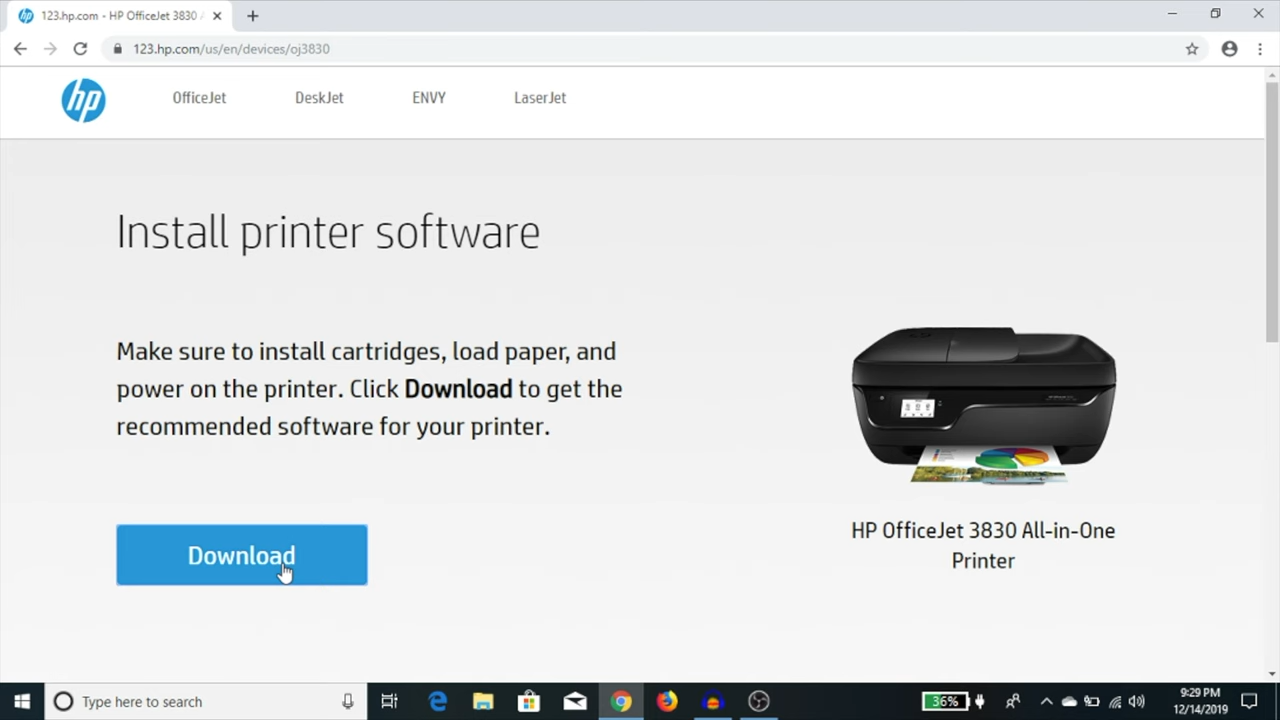 123.hp.com - HP OfficeJet 3830
123.hp.com/us/en/devices/oj3830
hp
OfficeJet
DeskJet
ENVY
LaserJet
Install printer software
Make sure to install cartridges, load paper, and
power on the printer. Click Download to get the
recommended software for your printer.
Download
HP OfficeJet 3830 All-in-One
Printer
Type here to search
36%
9:29 PM
12/14/2019